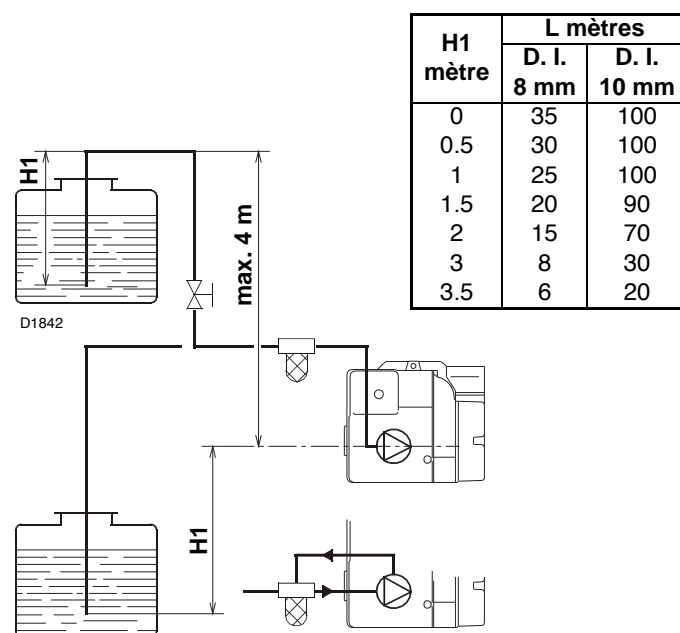 H1 mètre
L mètres
D. I. 8 mm
D. I. 10 mm
0 35 100
0.5 30 100
1 25 100
1.5 20 90
2 15 70
3 8 30
3.5 6 20
H1
max. 4 m
D1842
H1